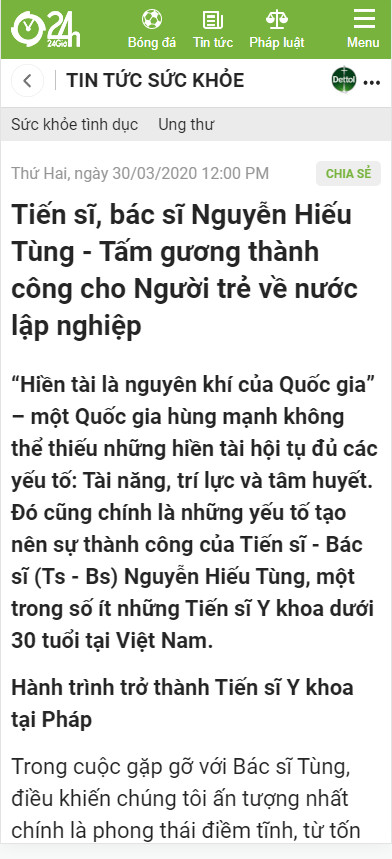 24h
24Giờ
Bóng đá
Tin tức
Pháp luật
Menu
TIN TỨC SỨC KHỎE
Dettol
Sức khỏe tình dục
Ung thư
Thứ Hai, ngày 30/03/2020 12:00 PM
CHIA SẺ
Tiến sĩ, bác sĩ Nguyễn Hiếu
Tùng - Tấm gương thành
công cho Người trẻ về nước
lập nghiệp
“Hiền tài là nguyên khí của Quốc gia”
– một Quốc gia hùng mạnh không
thể thiếu những hiền tài hội tụ đủ các
yếu tố: Tài năng, trí lực và tâm huyết.
Đó cũng chính là những yếu tố tạo
nên sự thành công của Tiến sĩ - Bác
sĩ (Ts - Bs) Nguyễn Hiếu Tùng, một
trong số ít những Tiến sĩ Y khoa dưới
30 tuổi tại Việt Nam.
Hành trình trở thành Tiến sĩ Y khoa
tại Pháp
Trong cuộc gặp gỡ với Bác sĩ Tùng,
điều khiến chúng tôi ấn tượng nhất
chính là phong thái điềm tĩnh, từ tốn